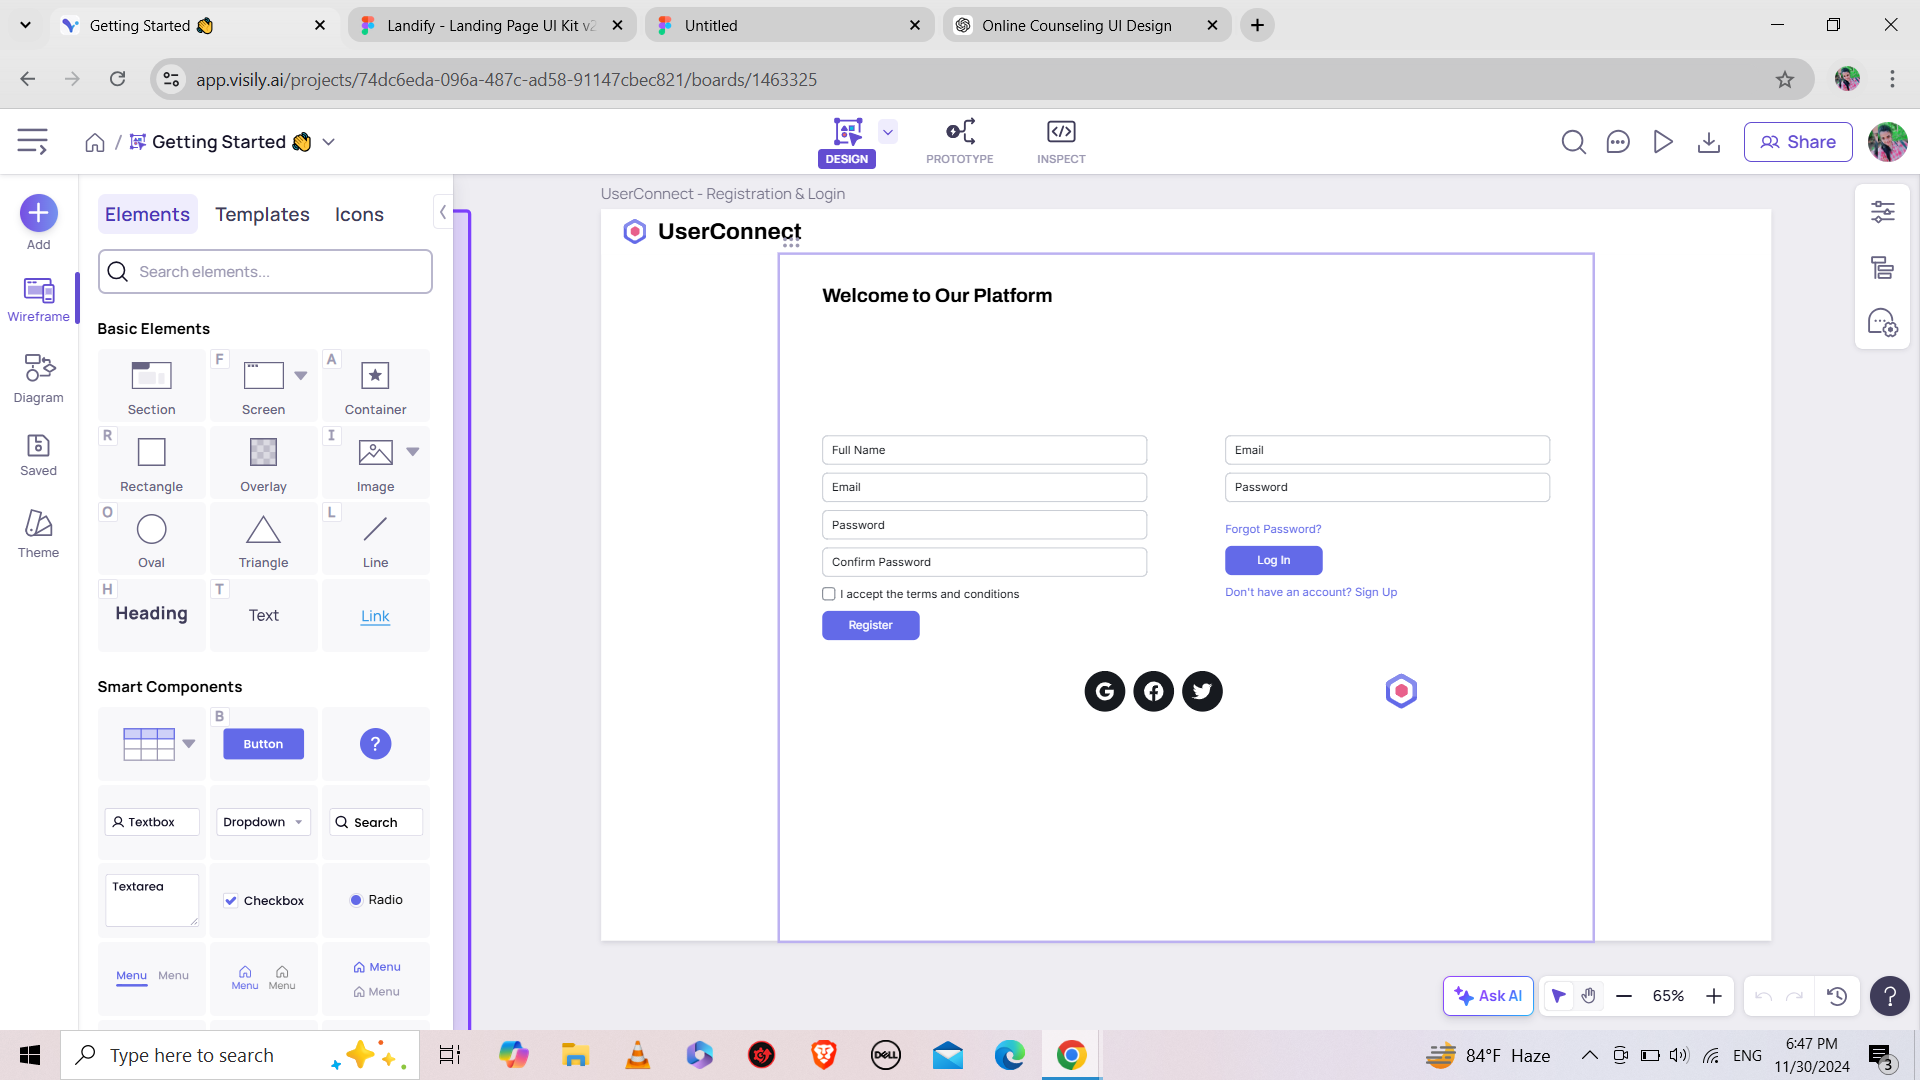 Getting Started 👋
Landify - Landing Page UI Kit v2
Untitled
Online Counseling UI Design
app.visily.ai/projects/74dc6eda-096a-487c-ad58-91147cbec821/boards/1463325
/ Getting Started 👋
DESIGN
PROTOTYPE
INSPECT
Share
Add
Wireframe
Diagram
Saved
Theme
Elements
Templates
Icons
Search elements...
Basic Elements
Section
F
Screen
A
Container
R
Rectangle
Overlay
I
Image
O
Oval
Triangle
L
Line
H
Heading
T
Text
Link
Smart Components
B
Button
?
Textbox
Dropdown
Search
Textarea
Checkbox
Radio
Menu Menu
Menu Menu
Menu
Menu
UserConnect - Registration & Login
UserConnect
Welcome to Our Platform
Full Name
Email
Password
Confirm Password
I accept the terms and conditions
Register
Email
Password
Forgot Password?
Log In
Don't have an account? Sign Up
G
Ask AI
65%
?
Type here to search
DELL
84°F Haze
ENG
6:47 PM
11/30/2024
3